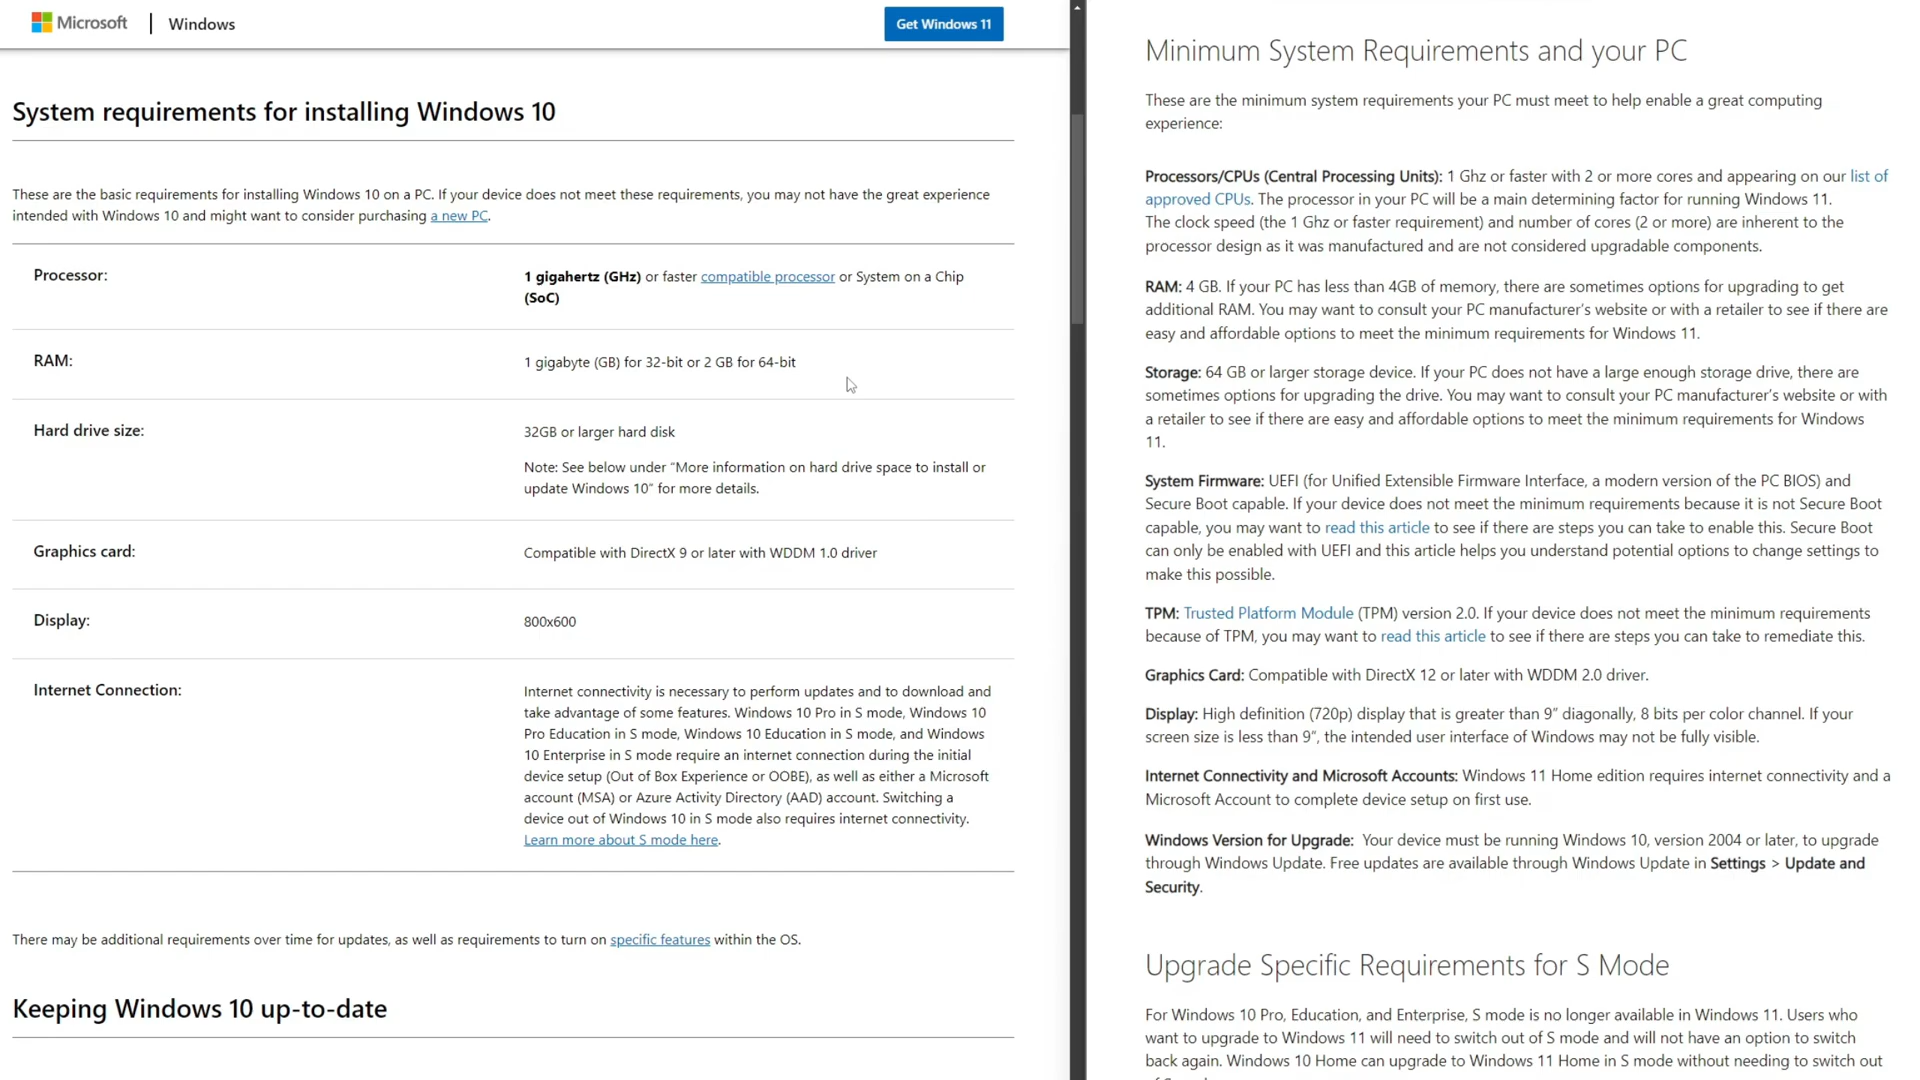 Microsoft
Windows
Get Windows 11
System requirements for installing Windows 10
These are the basic requirements for installing Windows 10 on a PC. If your device does not meet these requirements, you may not have the great experience
intended with Windows 10 and might want to consider purchasing a new PC.
Processor:
1 gigahertz (GHz) or faster compatible processor or System on a Chip
(SoC)
RAM:
1 gigabyte (GB) for 32-bit or 2 GB for 64-bit
Hard drive size:
32GB or larger hard disk
Note: See below under “More information on hard drive space to install or
update Windows 10” for more details.
Graphics card:
Compatible with DirectX 9 or later with WDDM 1.0 driver
Display:
800x600
Internet Connection:
Internet connectivity is necessary to perform updates and to download and
take advantage of some features. Windows 10 Pro in S mode, Windows 10
Pro Education in S mode, Windows 10 Education in S mode, and Windows
10 Enterprise in S mode require an internet connection during the initial
device setup (Out of Box Experience or OOBE), as well as either a Microsoft
account (MSA) or Azure Activity Directory (AAD) account. Switching a
device out of Windows 10 in S mode also requires internet connectivity.
Learn more about S mode here.
There may be additional requirements over time for updates, as well as requirements to turn on specific features within the OS.
Keeping Windows 10 up-to-date
Minimum System Requirements and your PC
These are the minimum system requirements your PC must meet to help enable a great computing
experience:
Processors/CPUs (Central Processing Units): 1 Ghz or faster with 2 or more cores and appearing on our list of
approved CPUs. The processor in your PC will be a main determining factor for running Windows 11.
The clock speed (the 1 Ghz or faster requirement) and number of cores (2 or more) are inherent to the
processor design as it was manufactured and are not considered upgradable components.
RAM: 4 GB. If your PC has less than 4GB of memory, there are sometimes options for upgrading to get
additional RAM. You may want to consult your PC manufacturer’s website or with a retailer to see if there are
easy and affordable options to meet the minimum requirements for Windows 11.
Storage: 64 GB or larger storage device. If your PC does not have a large enough storage drive, there are
sometimes options for upgrading the drive. You may want to consult your PC manufacturer’s website or with
a retailer to see if there are easy and affordable options to meet the minimum requirements for Windows
11.
System Firmware: UEFI (for Unified Extensible Firmware Interface, a modern version of the PC BIOS) and
Secure Boot capable. If your device does not meet the minimum requirements because it is not Secure Boot
capable, you may want to read this article to see if there are steps you can take to enable this. Secure Boot
can only be enabled with UEFI and this article helps you understand potential options to change settings to
make this possible.
TPM: Trusted Platform Module (TPM) version 2.0. If your device does not meet the minimum requirements
because of TPM, you may want to read this article to see if there are steps you can take to remediate this.
Graphics Card: Compatible with DirectX 12 or later with WDDM 2.0 driver.
Display: High definition (720p) display that is greater than 9” diagonally, 8 bits per color channel. If your
screen size is less than 9”, the intended user interface of Windows may not be fully visible.
Internet Connectivity and Microsoft Accounts: Windows 11 Home edition requires internet connectivity and a
Microsoft Account to complete device setup on first use.
Windows Version for Upgrade: Your device must be running Windows 10, version 2004 or later, to upgrade
through Windows Update. Free updates are available through Windows Update in Settings > Update and
Security.
Upgrade Specific Requirements for S Mode
For Windows 10 Pro, Education, and Enterprise, S mode is no longer available in Windows 11. Users who
want to upgrade to Windows 11 will need to switch out of S mode and will not have an option to switch
back again. Windows 10 Home can upgrade to Windows 11 Home in S mode without needing to switch out